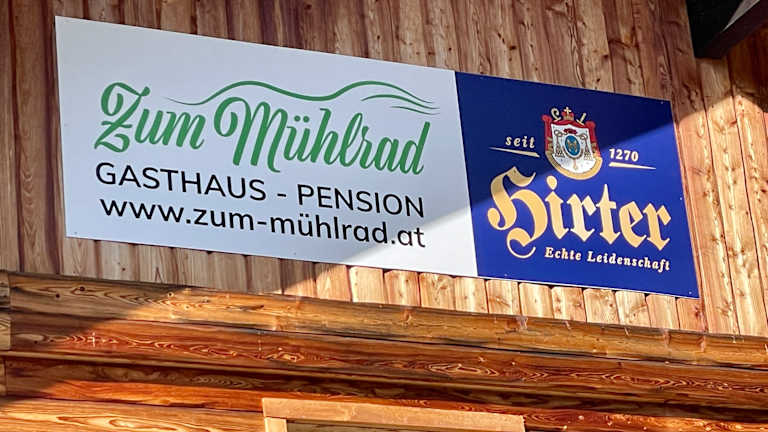 Zum Mühlrad
GASTHAUS - PENSION
www.zum-mühlrad.at
seit 1270
Hirter
Echte Leidenschaft